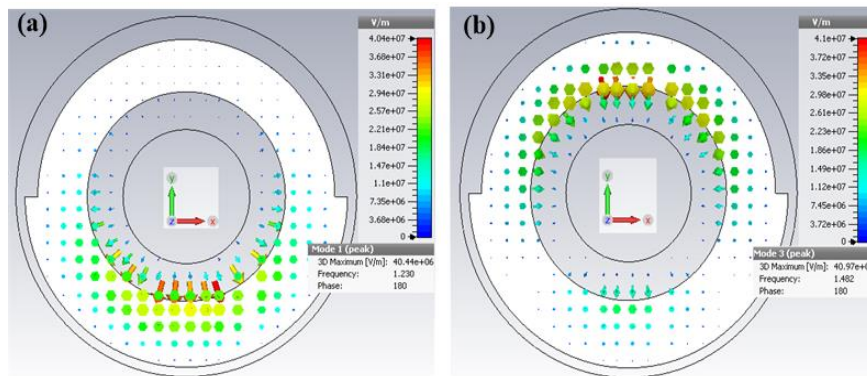 (a)
V/m
4.04e+07
3.68e+07
3.31e+07
2.94e+07
2.57e+07
2.21e+07
1.84e+07
1.47e+07
1.1e+07
7.35e+06
3.68e+06
0
y
z
x
Mode 1 (peak)
3D Maximum [V/m]: 40.44e+06
Frequency: 1.230
Phase: 180
(b)
V/m
4.1e+07
3.72e+07
3.35e+07
2.98e+07
2.61e+07
2.23e+07
1.86e+07
1.49e+07
1.12e+07
7.45e+06
3.72e+06
0
y
z
x
Mode 3 (peak)
3D Maximum [V/m]: 40.97e+0
Frequency: 1.482
Phase: 180